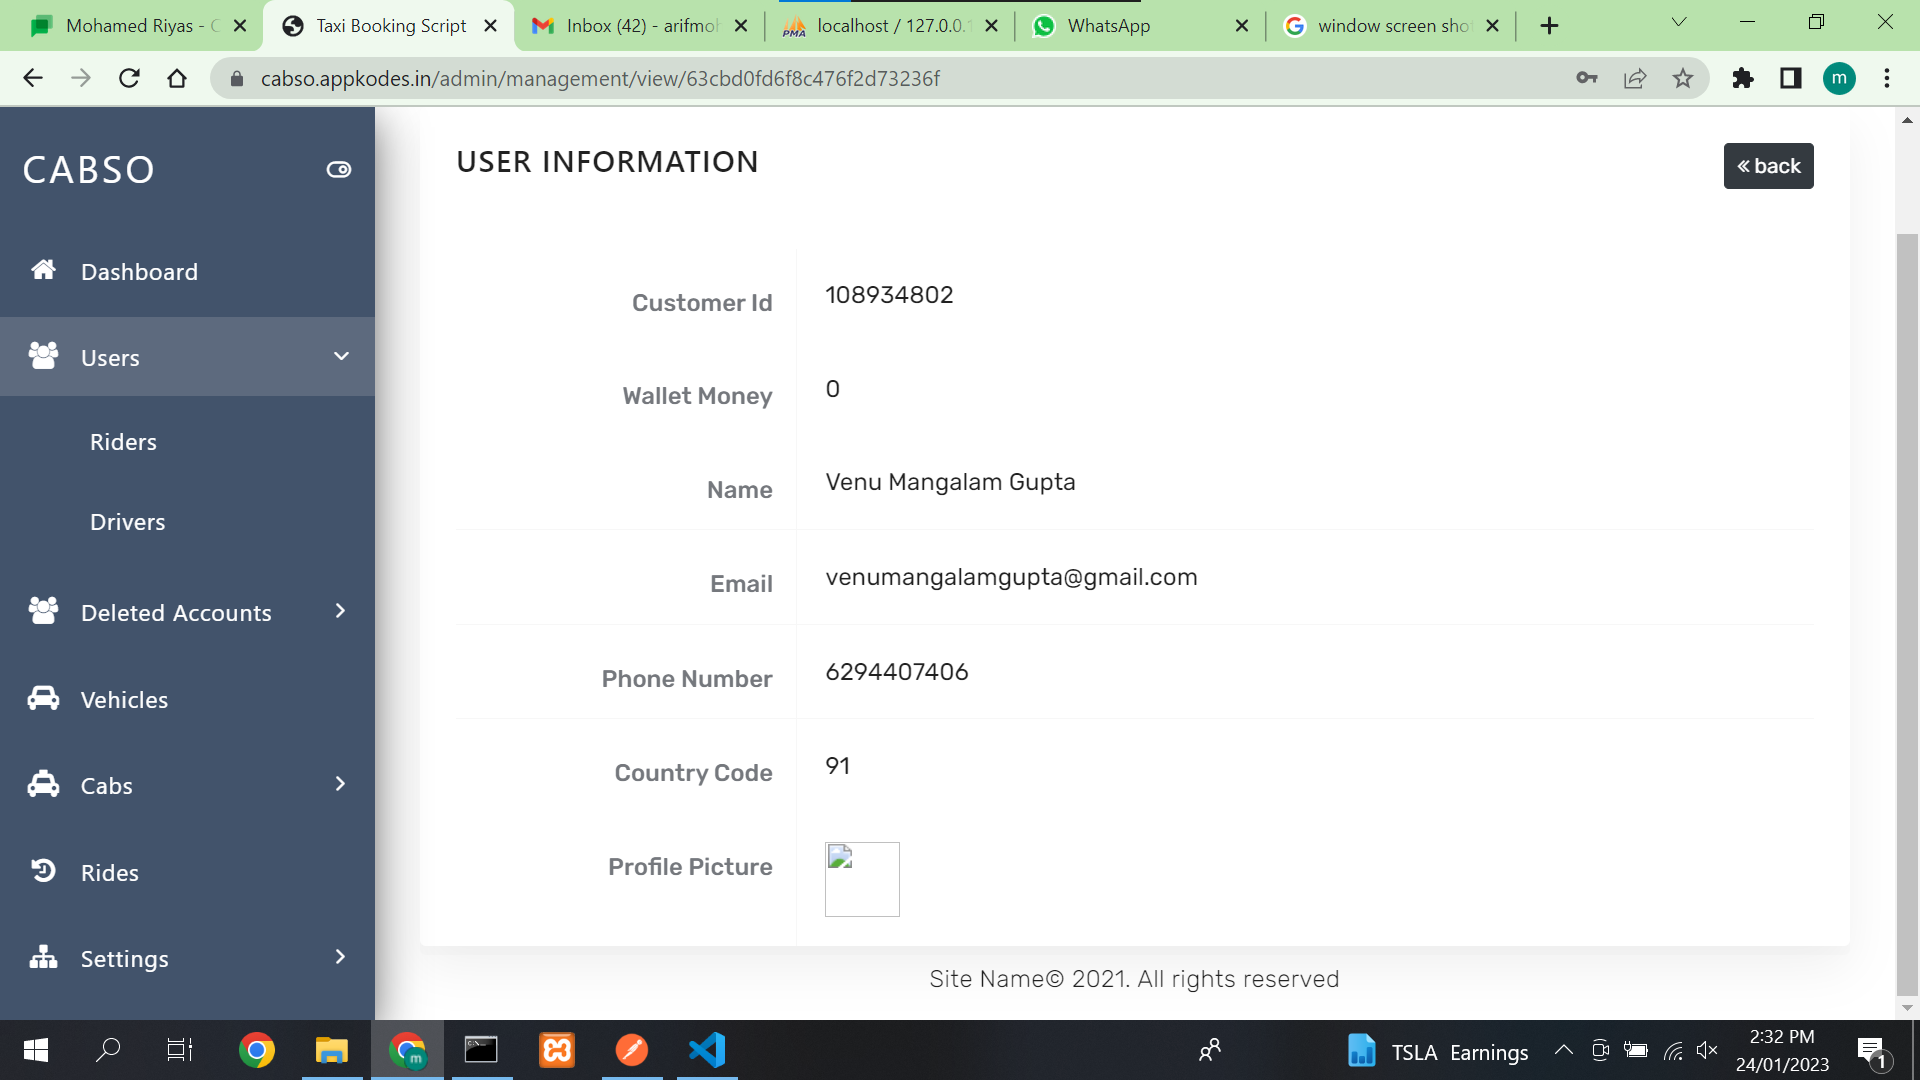 Mohamed Riyas - C
Taxi Booking Script
Inbox (42) - arifmoh
localhost / 127.0.0.1
WhatsApp
window screen shot
cabso.appkodes.in/admin/management/view/63cbd0fd6f8c476f2d73236f
m
CABSO
Dashboard
Users
Riders
Drivers
Deleted Accounts
Vehicles
Cabs
Rides
Settings
USER INFORMATION
« back
Customer Id 108934802
Wallet Money 0
Name Venu Mangalam Gupta
Email venumangalamgupta@gmail.com
Phone Number 6294407406
Country Code 91
Profile Picture
Site Name© 2021. All rights reserved
TSLA Earnings
2:32 PM
24/01/2023
1